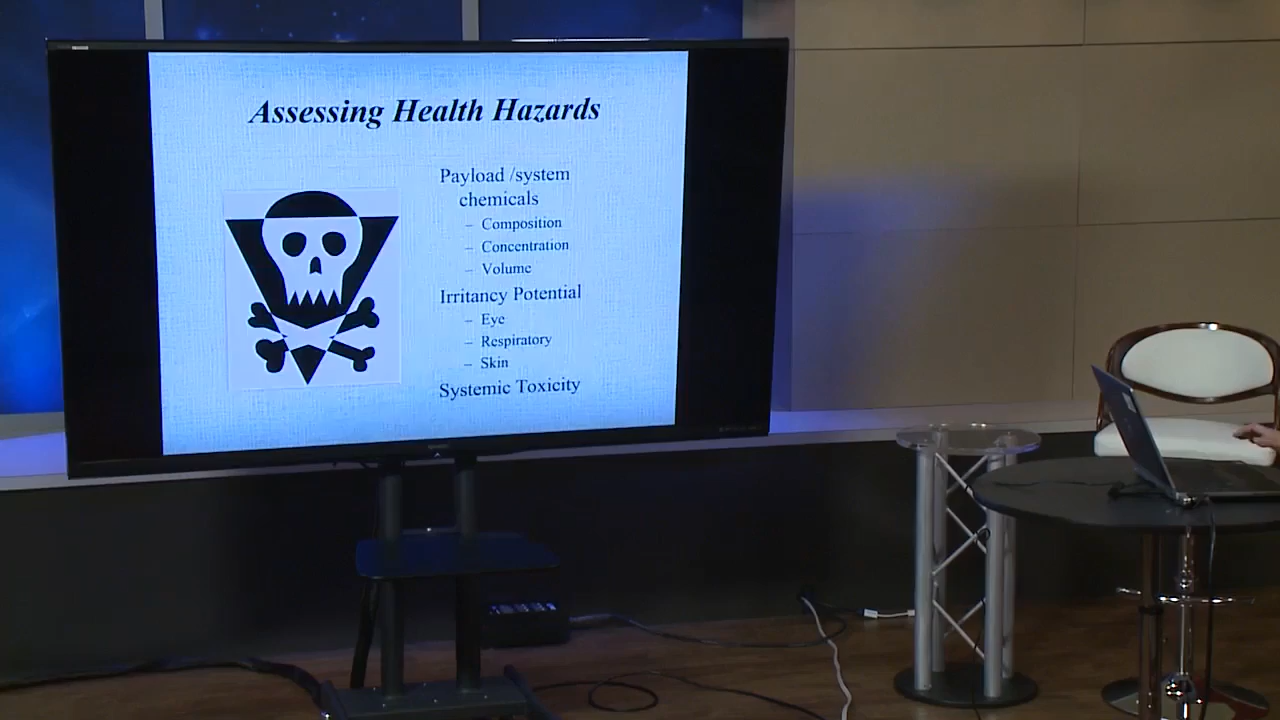 Assessing Health Hazards
Payload /system
chemicals
– Composition
– Concentration
– Volume
Irritancy Potential
– Eye
– Respiratory
– Skin
Systemic Toxicity